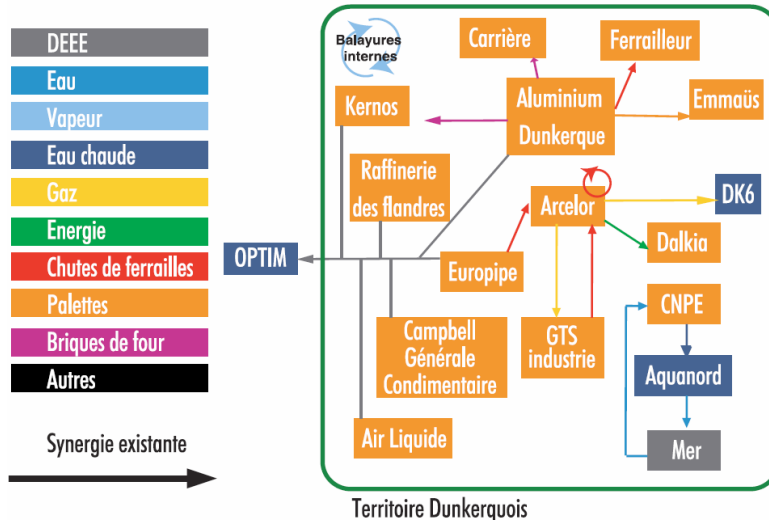 DEEE
Eau
Vapeur
Eau chaude
Gaz
Energie
Chutes de ferrailles
Palettes
Briques de four
Autres
Synergie existante
Balayures
internes
Carrière
Ferrailleur
Kernos
Aluminium
Dunkerque
Emmaüs
Raffinerie
des flandres
Arcelor
DK6
OPTIM
Europipe
Dalkia
Campbell
Générale
Condimentaire
GTS
industrie
CNPE
Aquanord
Air Liquide
Mer
Territoire Dunkerquois